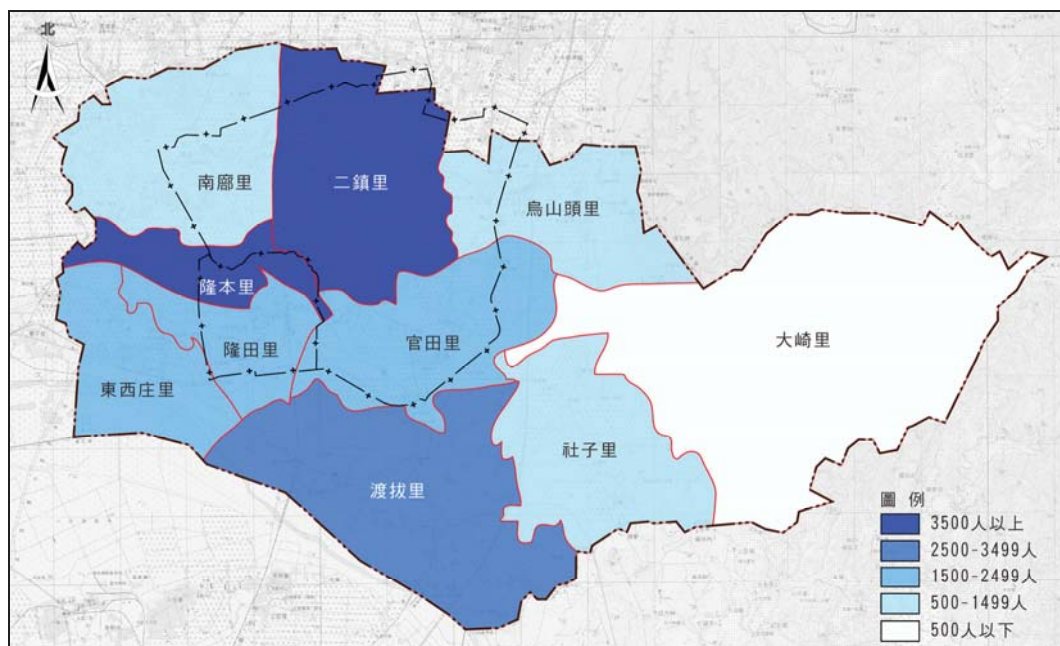 北
南廍里
二鎮里
烏山頭里
隆本里
隆田里
官田里
大崎里
東西庄里
社子里
渡拔里
圖例
3500人以上
2500-3499人
1500-2499人
500-1499人
500人以下